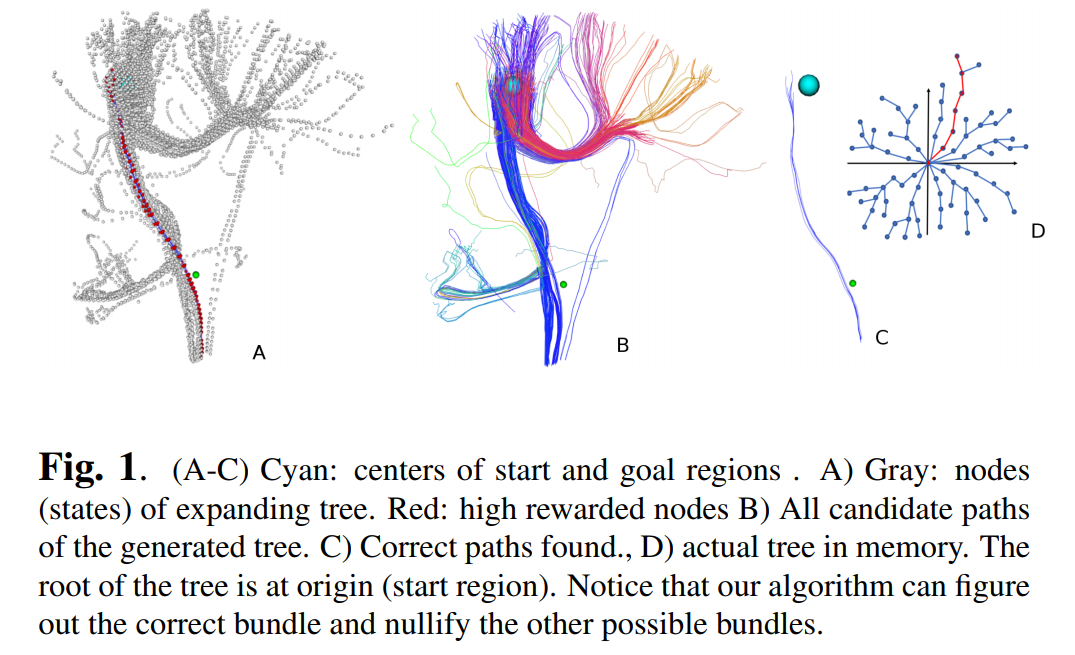 D
C
B
A
Fig. 1. (A-C) Cyan: centers of start and goal regions . A) Gray: nodes
(states) of expanding tree. Red: high rewarded nodes B) All candidate paths
of the generated tree. C) Correct paths found., D) actual tree in memory. The
root of the tree is at origin (start region). Notice that our algorithm can figure
out the correct bundle and nullify the other possible bundles.